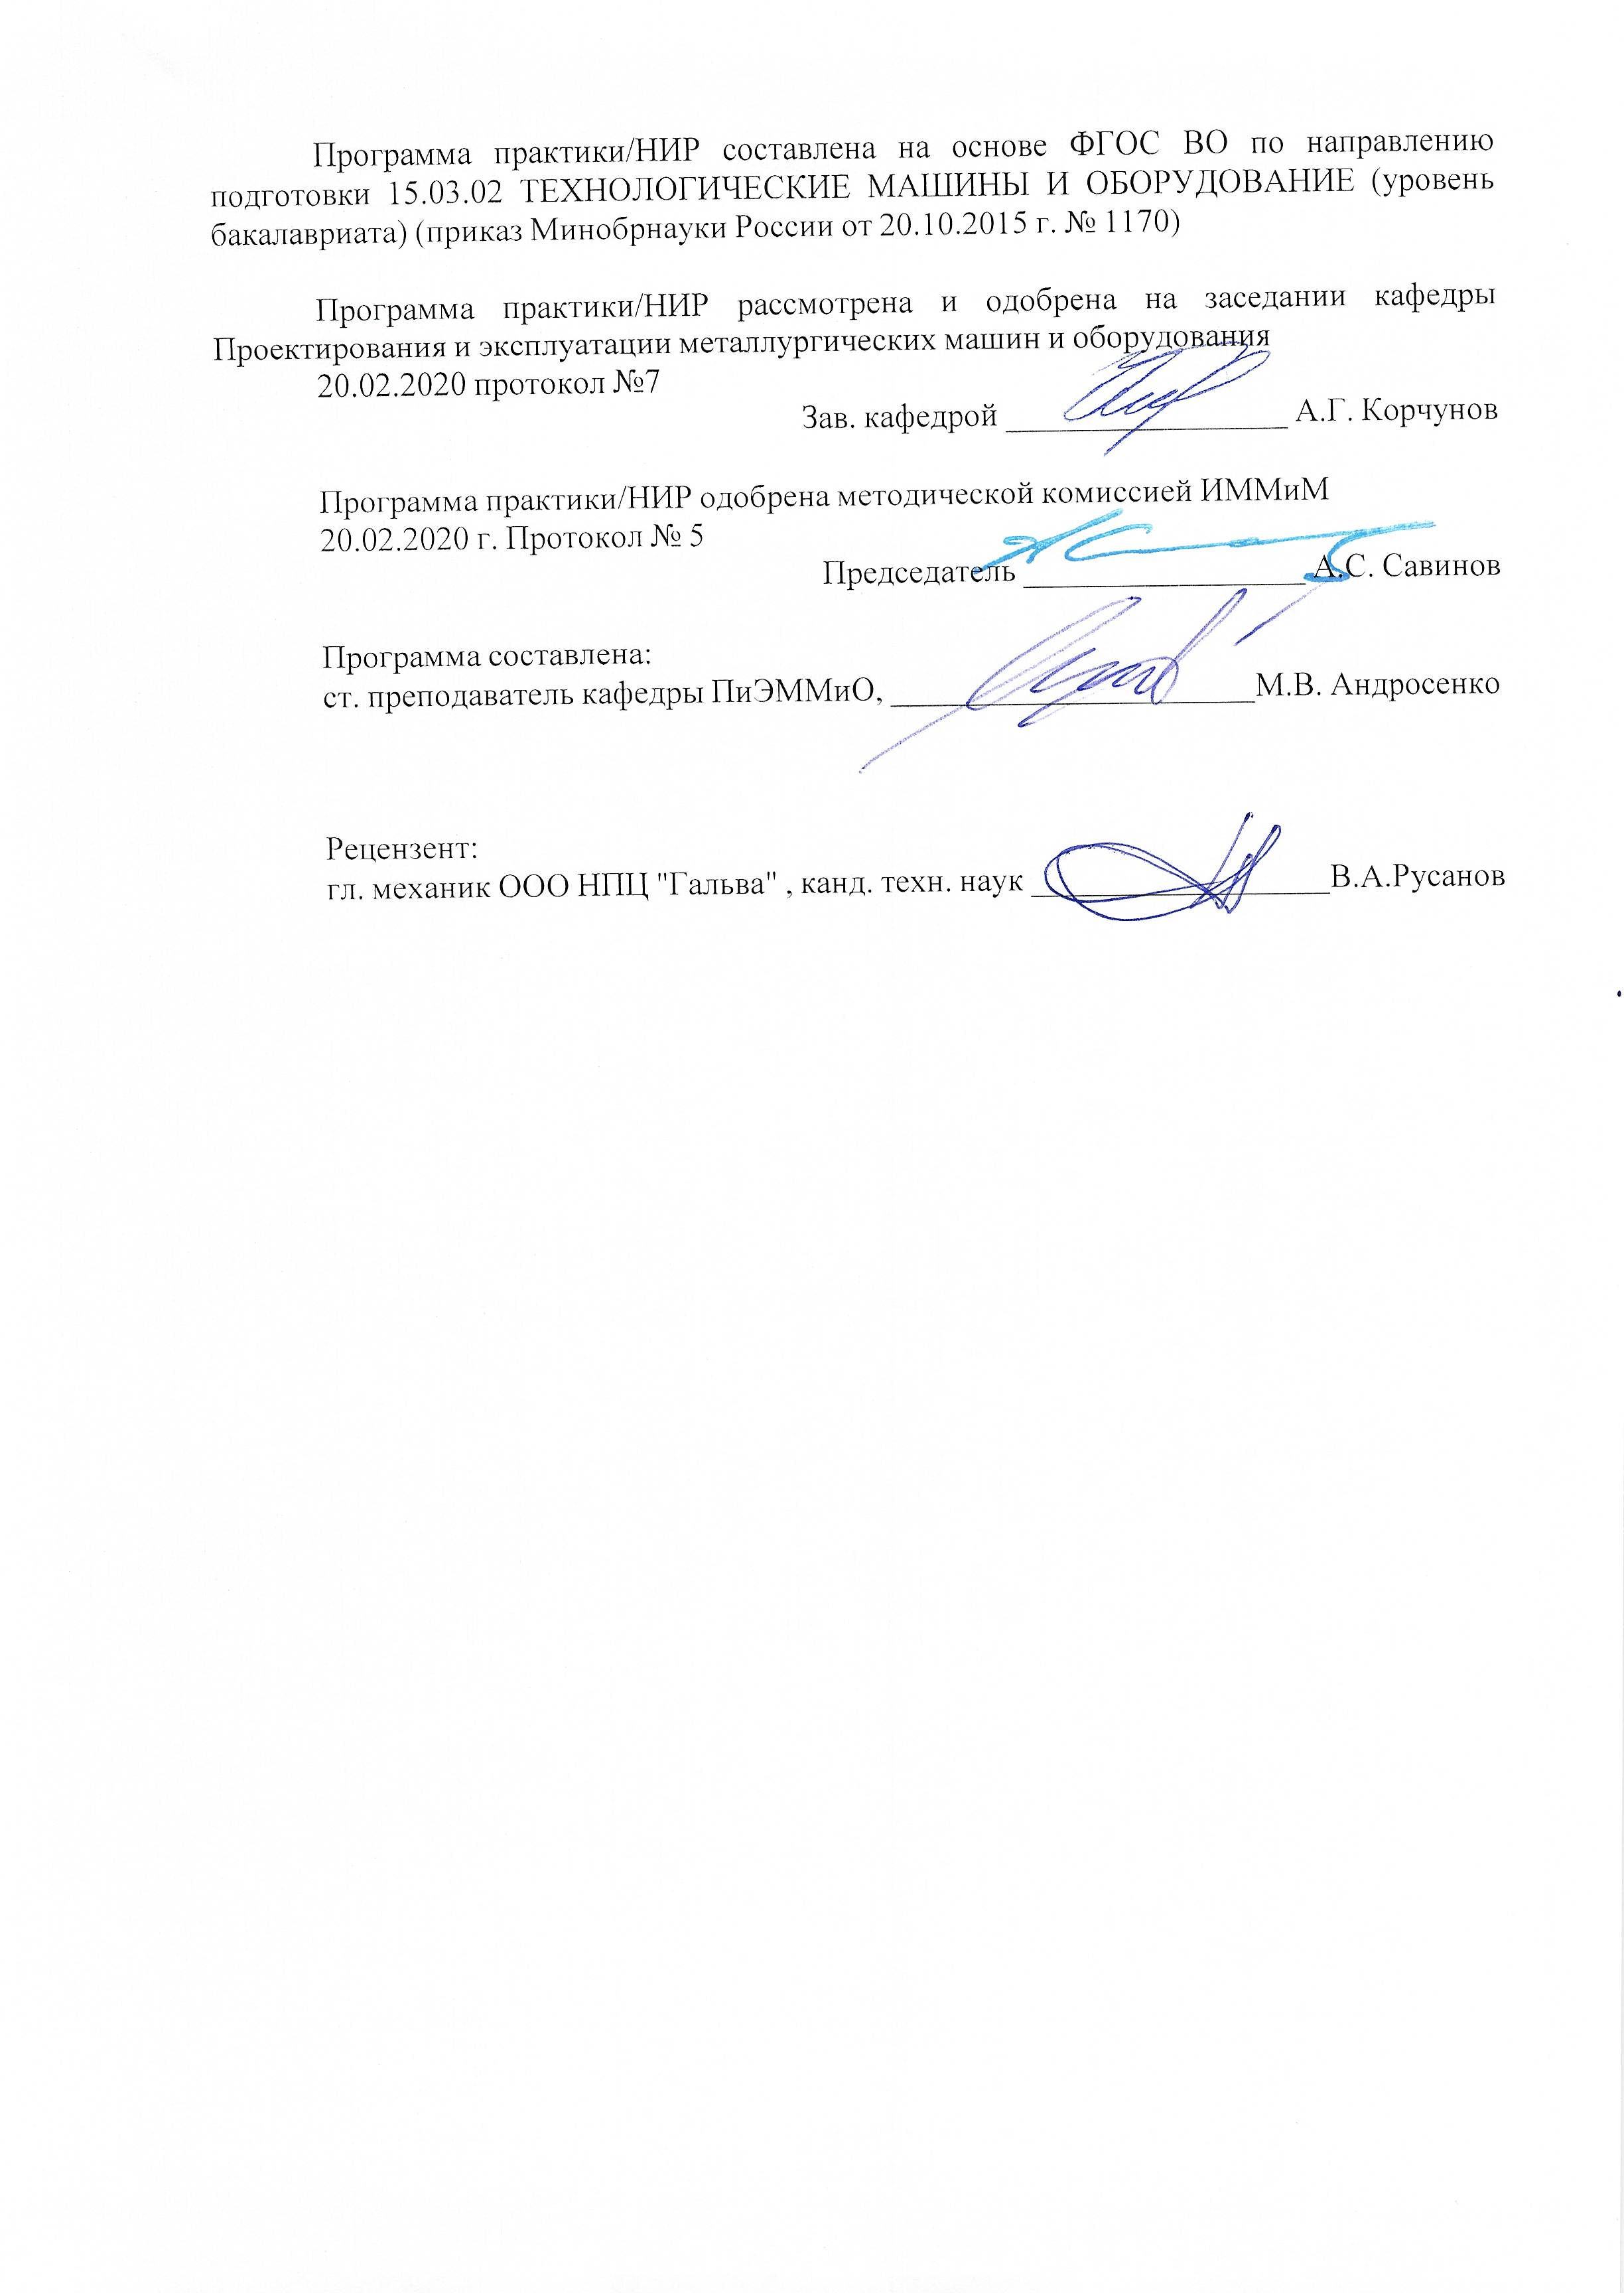 Программа практики/НИР составлена на основе ФГОС ВО по направлению
подготовки 15.03.02 ТЕХНОЛОГИЧЕСКИЕ МАШИНЫ И ОБОРУДОВАНИЕ (уровень
бакалавриата) (приказ Минобрнауки России от 20.10.2015 г. № 1170)
Программа практики/НИР рассмотрена и одобрена на заседании кафедры
Проектирования и эксплуатации металлургических машин и оборудования
20.02.2020 протокол №7
Зав. кафедрой ____________________ А.Г. Корчунов
Программа практики/НИР одобрена методической комиссией ИММиМ
20.02.2020 г. Протокол № 5
Председатель ____________________ А.С. Савинов
Программа составлена:
ст. преподаватель кафедры ПиЭММиО, __________________________М.В. Андросенко
Рецензент:
гл. механик ООО НПЦ "Гальва" , канд. техн. наук _____________________В.А.Русанов